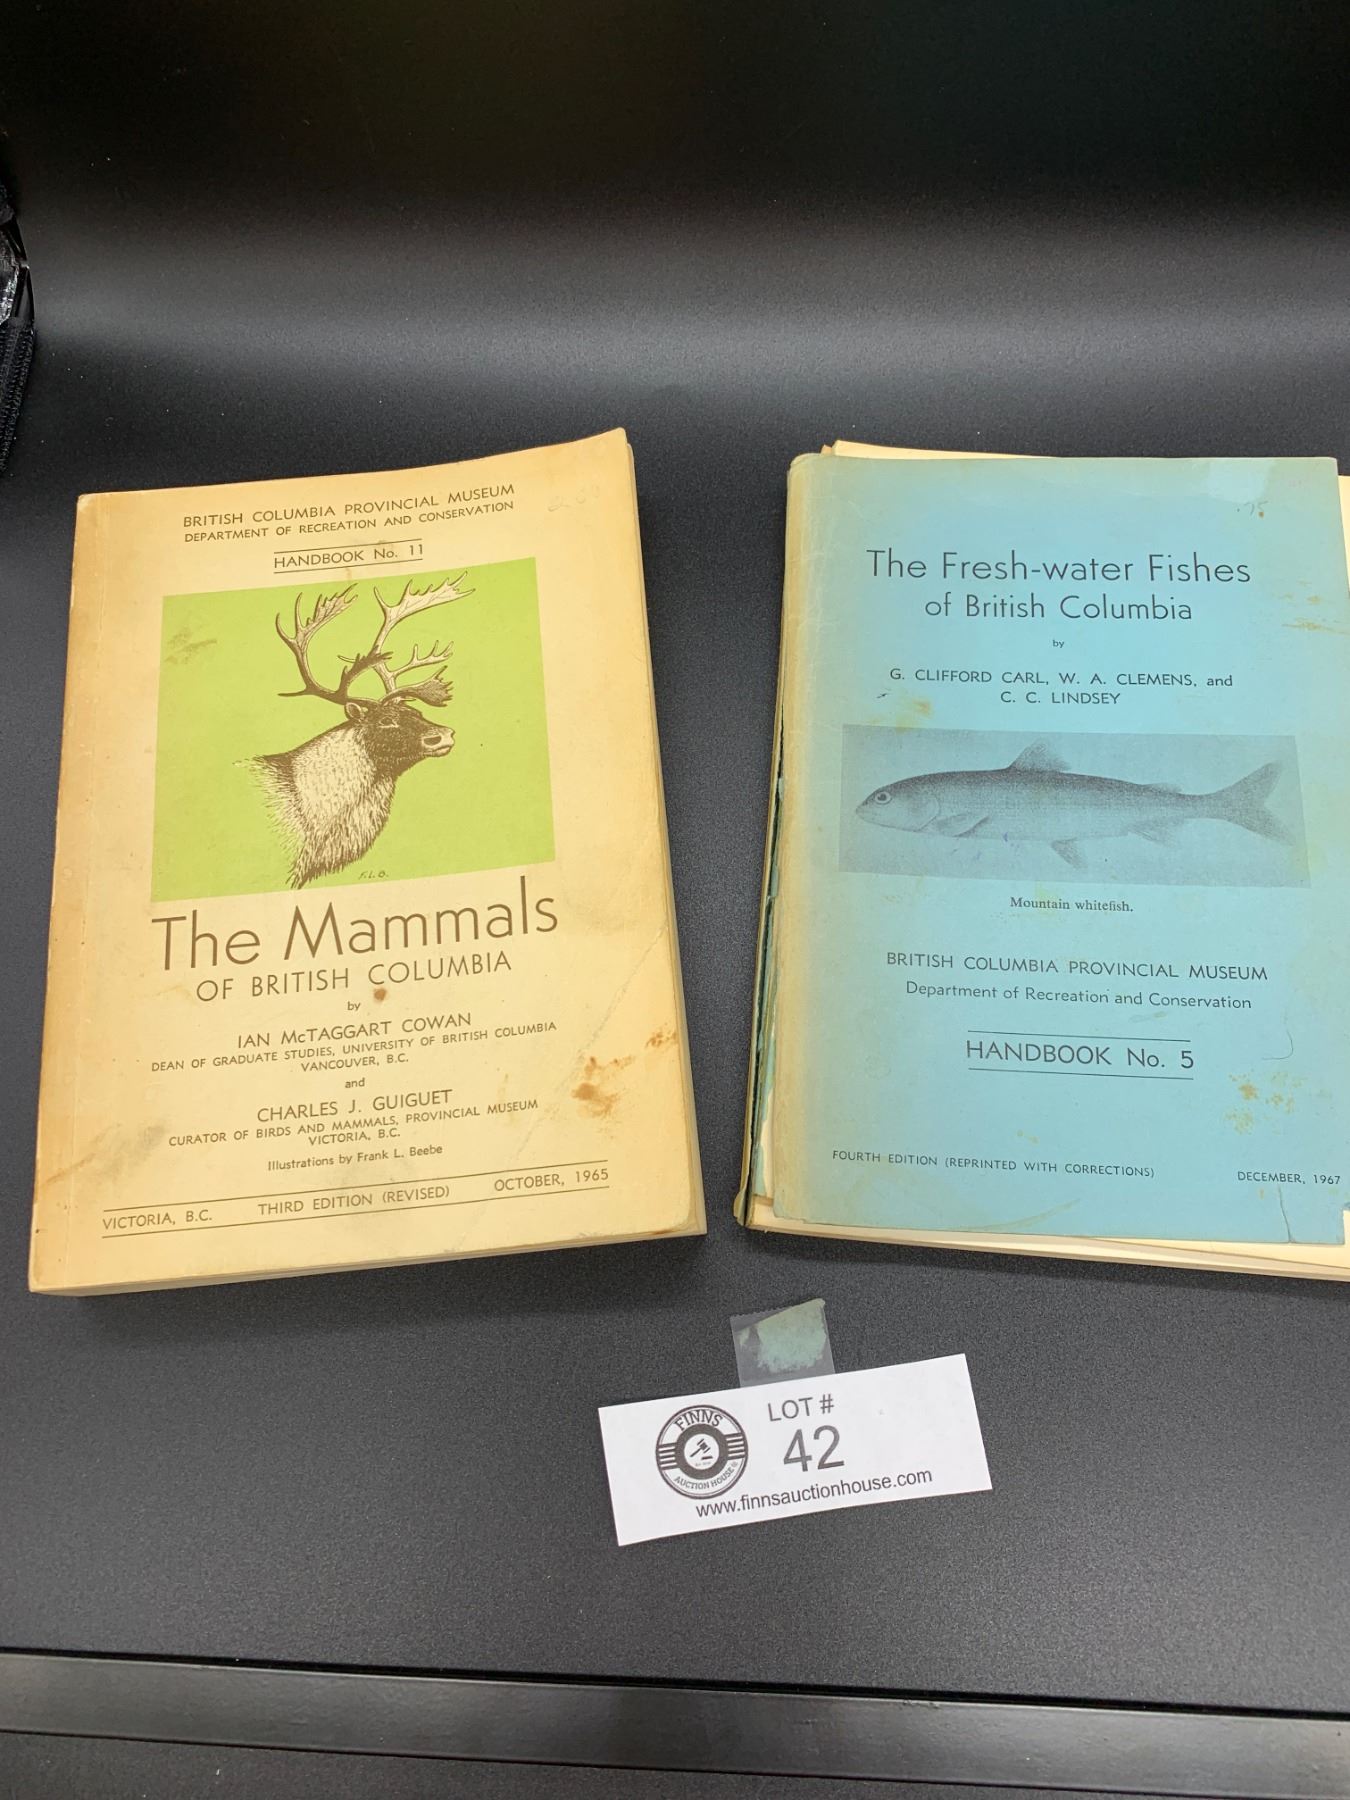 BRITISH COLUMBIA PROVINCIAL MUSEUM
DEPARTMENT OF RECREATION AND CONSERVATION
HANDBOOK No. 11
F.L.B.
The Mammals
OF BRITISH COLUMBIA
by
IAN McTAGGART COWAN
DEAN OF GRADUATE STUDIES, UNIVERSITY OF BRITISH COLUMBIA
VANCOUVER, B.C.
and
CHARLES J. GUIGUET
CURATOR OF BIRDS AND MAMMALS, PROVINCIAL MUSEUM
VICTORIA, B.C.
Illustrations by Frank L. Beebe
VICTORIA, B.C. THIRD EDITION (REVISED) OCTOBER, 1965
.75
The Fresh-water Fishes
of British Columbia
by
G. CLIFFORD CARL, W. A. CLEMENS, and
C. C. LINDSEY
Mountain whitefish.
BRITISH COLUMBIA PROVINCIAL MUSEUM
Department of Recreation and Conservation
HANDBOOK No. 5
FOURTH EDITION (REPRINTED WITH CORRECTIONS) DECEMBER, 1967
FINNS
AUCTION HOUSE
LOT #
42
www.finnsauctionhouse.com